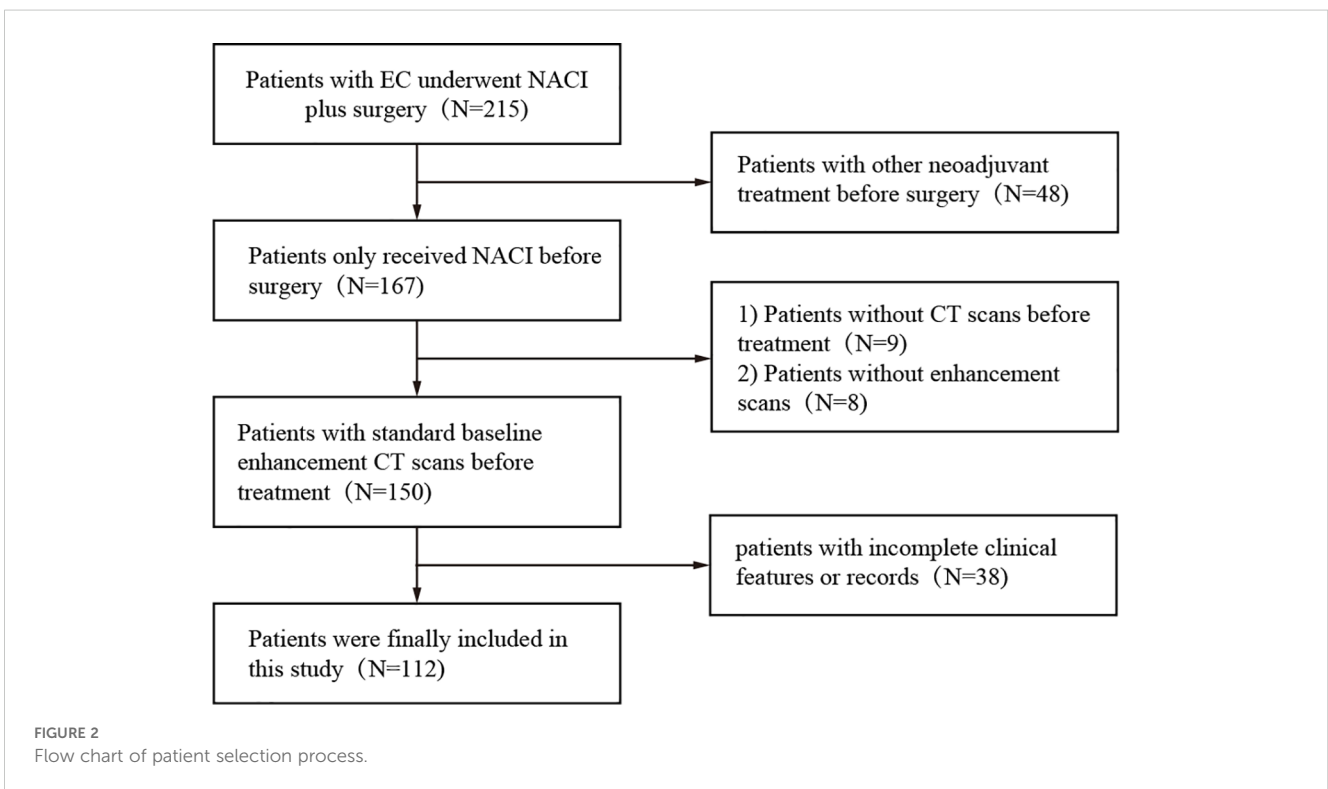 Patients with EC underwent NACI
plus surgery（N=215）
Patients with other neoadjuvant
treatment before surgery（N=48）
Patients only received NACI before
surgery（N=167）
1) Patients without CT scans before
treatment（N=9）
2) Patients without enhancement
scans（N=8）
Patients with standard baseline
enhancement CT scans before
treatment（N=150）
patients with incomplete clinical
features or records（N=38）
Patients were finally included in
this study（N=112）
FIGURE 2
Flow chart of patient selection process.